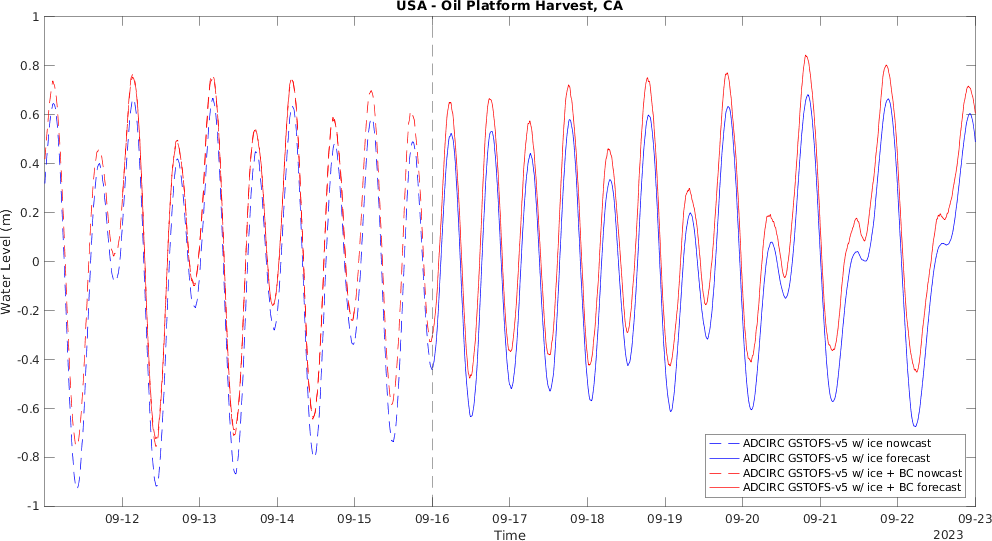 USA - Oil Platform Harvest, CA
1
0.8
0.6
0.4
0.2
0
-0.2
-0.4
-0.6
-0.8
-1
Water Level (m)
ADCIRC GSTOFS-v5 w/ ice nowcast
ADCIRC GSTOFS-v5 w/ ice forecast
ADCIRC GSTOFS-v5 w/ ice + BC nowcast
ADCIRC GSTOFS-v5 w/ ice + BC forecast
09-12 09-13 09-14 09-15 09-16 09-17 09-18 09-19 09-20 09-21 09-22 09-23
Time
2023